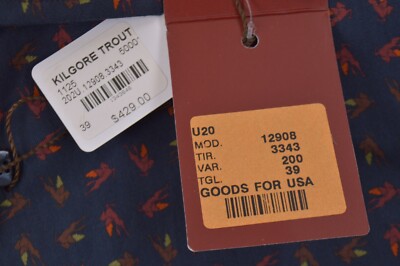 KILGORE TROUT
1125 5000
202U 12908.3343
39 $429.00
U20
MOD. 12908
TIR. 3343
VAR. 200
TGL. 39
GOODS FOR USA